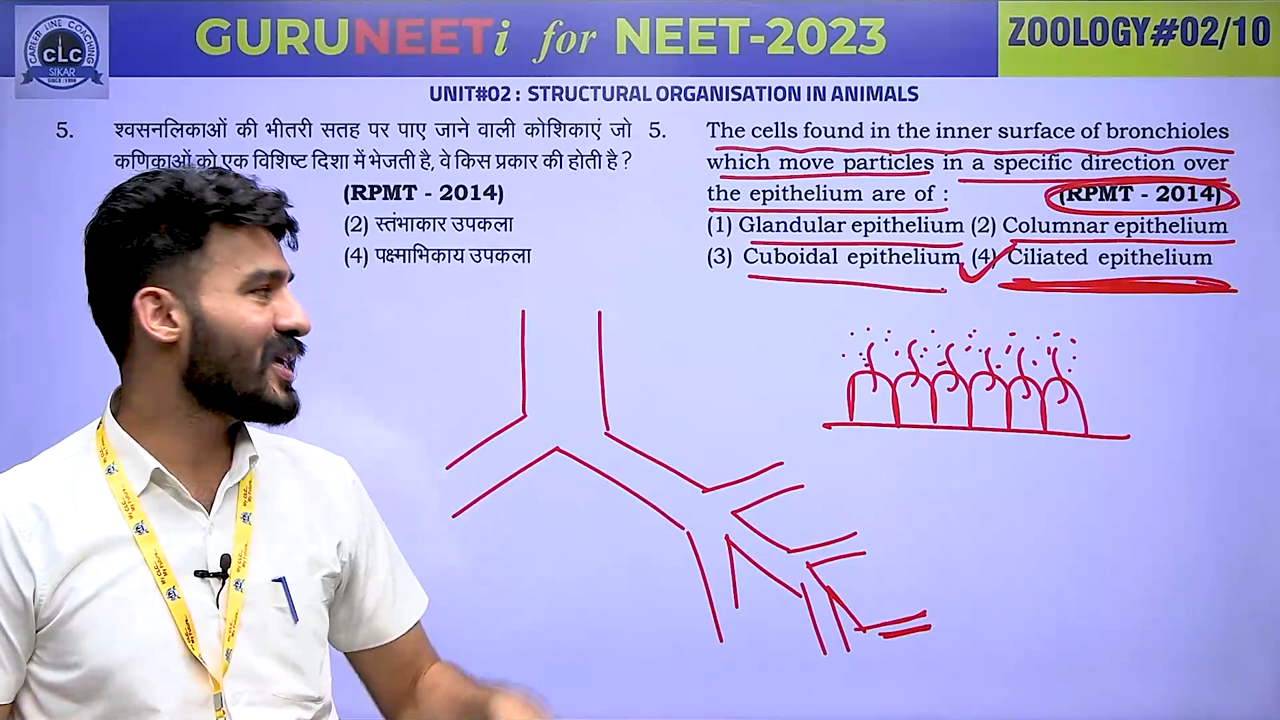 CAREER LINE COACHING
CLC
SIKAR
SINCE : 1996
GURUNEETi for NEET-2023
ZOOLOGY#02/10
UNIT#02 : STRUCTURAL ORGANISATION IN ANIMALS
5. श्वसनलिकाओं की भीतरी सतह पर पाए जाने वाली कोशिकाएं जो
कणिकाओं को एक विशिष्ट दिशा में भेजती है, वे किस प्रकार की होती है ?
(RPMT - 2014)
(2) स्तंभाकार उपकला
(4) पक्ष्माभिकाय उपकला
5. The cells found in the inner surface of bronchioles
which move particles in a specific direction over
the epithelium are of : (RPMT - 2014)
(1) Glandular epithelium (2) Columnar epithelium
(3) Cuboidal epithelium (4) Ciliated epithelium